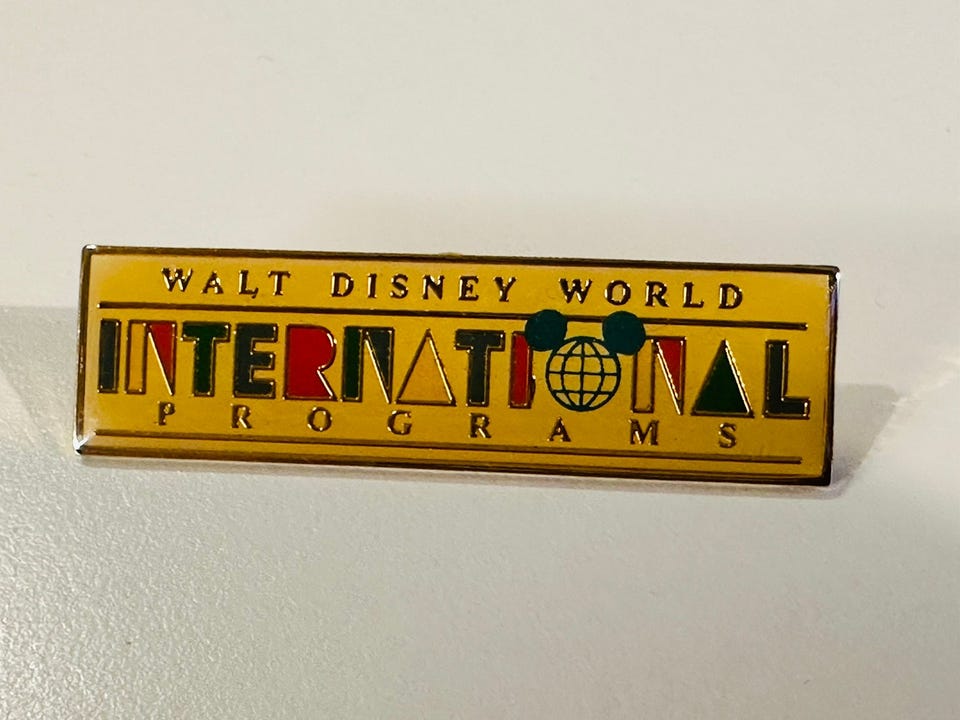 WALT DISNEY WORLD
INTERNATIONAL
PROGRAMS